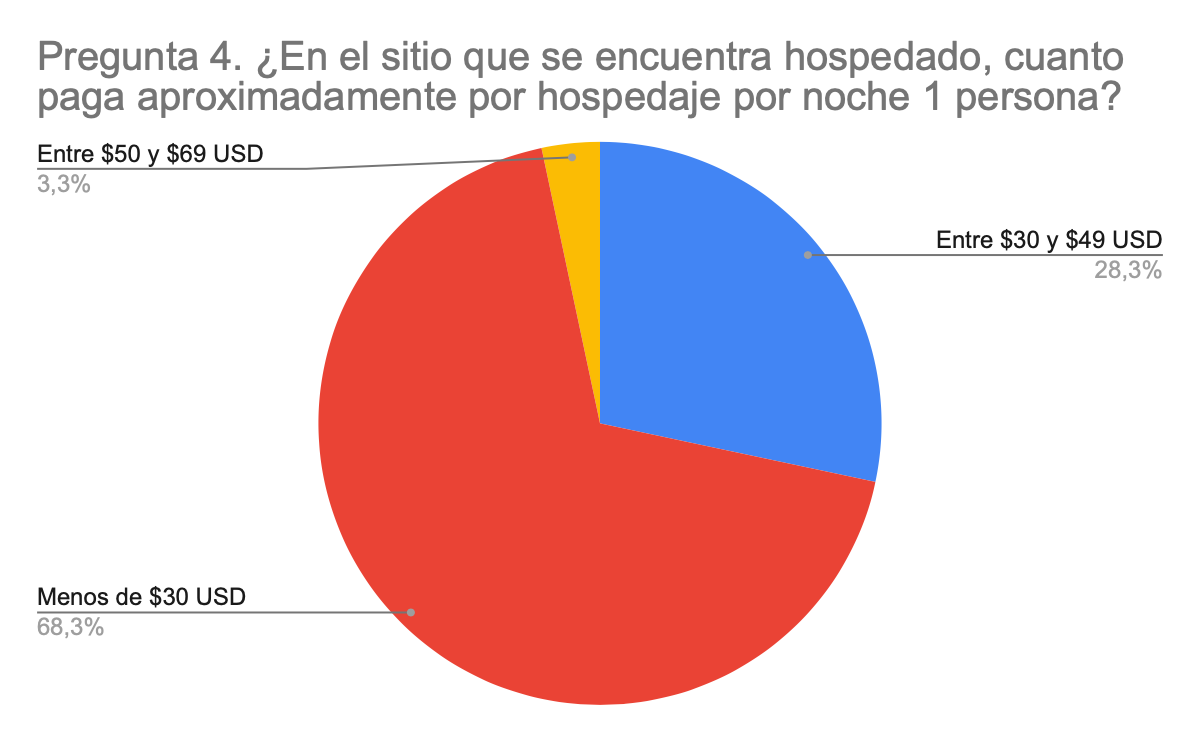 Pregunta 4. ¿En el sitio que se encuentra hospedado, cuanto
paga aproximadamente por hospedaje por noche 1 persona?
Entre $50 y $69 USD
3,3%
Entre $30 y $49 USD
28,3%
Menos de $30 USD
68,3%